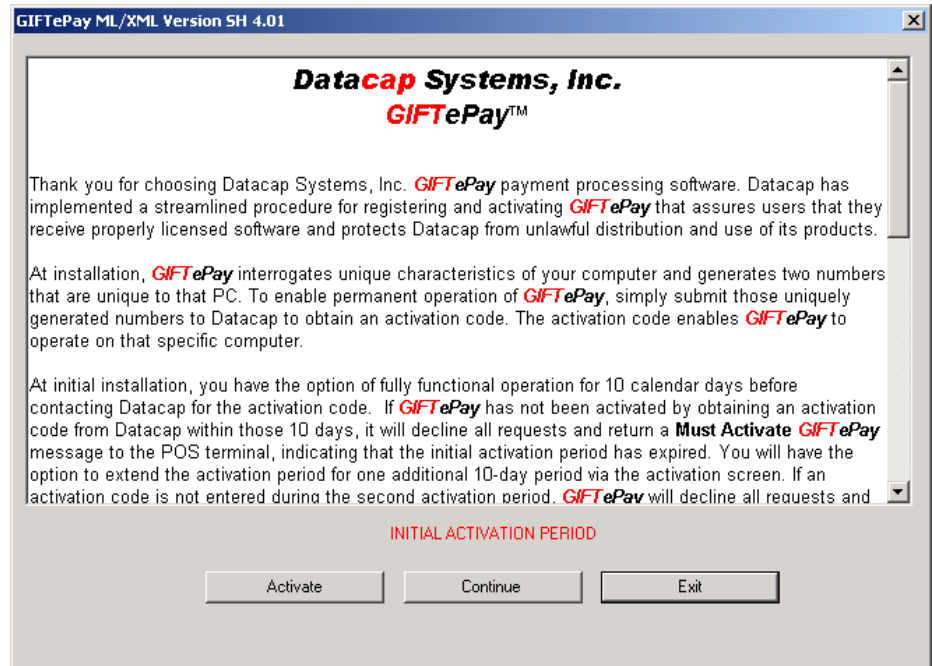 GIFTePay ML/XML Version SH 4.01
Datacap Systems, Inc.
GIFTePay™
Thank you for choosing Datacap Systems, Inc. GIFTePay payment processing software. Datacap has
implemented a streamlined procedure for registering and activating GIFTePay that assures users that they
receive properly licensed software and protects Datacap from unlawful distribution and use of its products.
At installation, GIFTePay interrogates unique characteristics of your computer and generates two numbers
that are unique to that PC. To enable permanent operation of GIFTePay, simply submit those uniquely
generated numbers to Datacap to obtain an activation code. The activation code enables GIFTePay to
operate on that specific computer.
At initial installation, you have the option of fully functional operation for 10 calendar days before
contacting Datacap for the activation code. If GIFTePay has not been activated by obtaining an activation
code from Datacap within those 10 days, it will decline all requests and return a Must Activate GIFTePay
message to the POS terminal, indicating that the initial activation period has expired. You will have the
option to extend the activation period for one additional 10-day period via the activation screen. If an
activation code is not entered during the second activation period, GIFTePay will decline all requests and
INITIAL ACTIVATION PERIOD
Activate
Continue
Exit